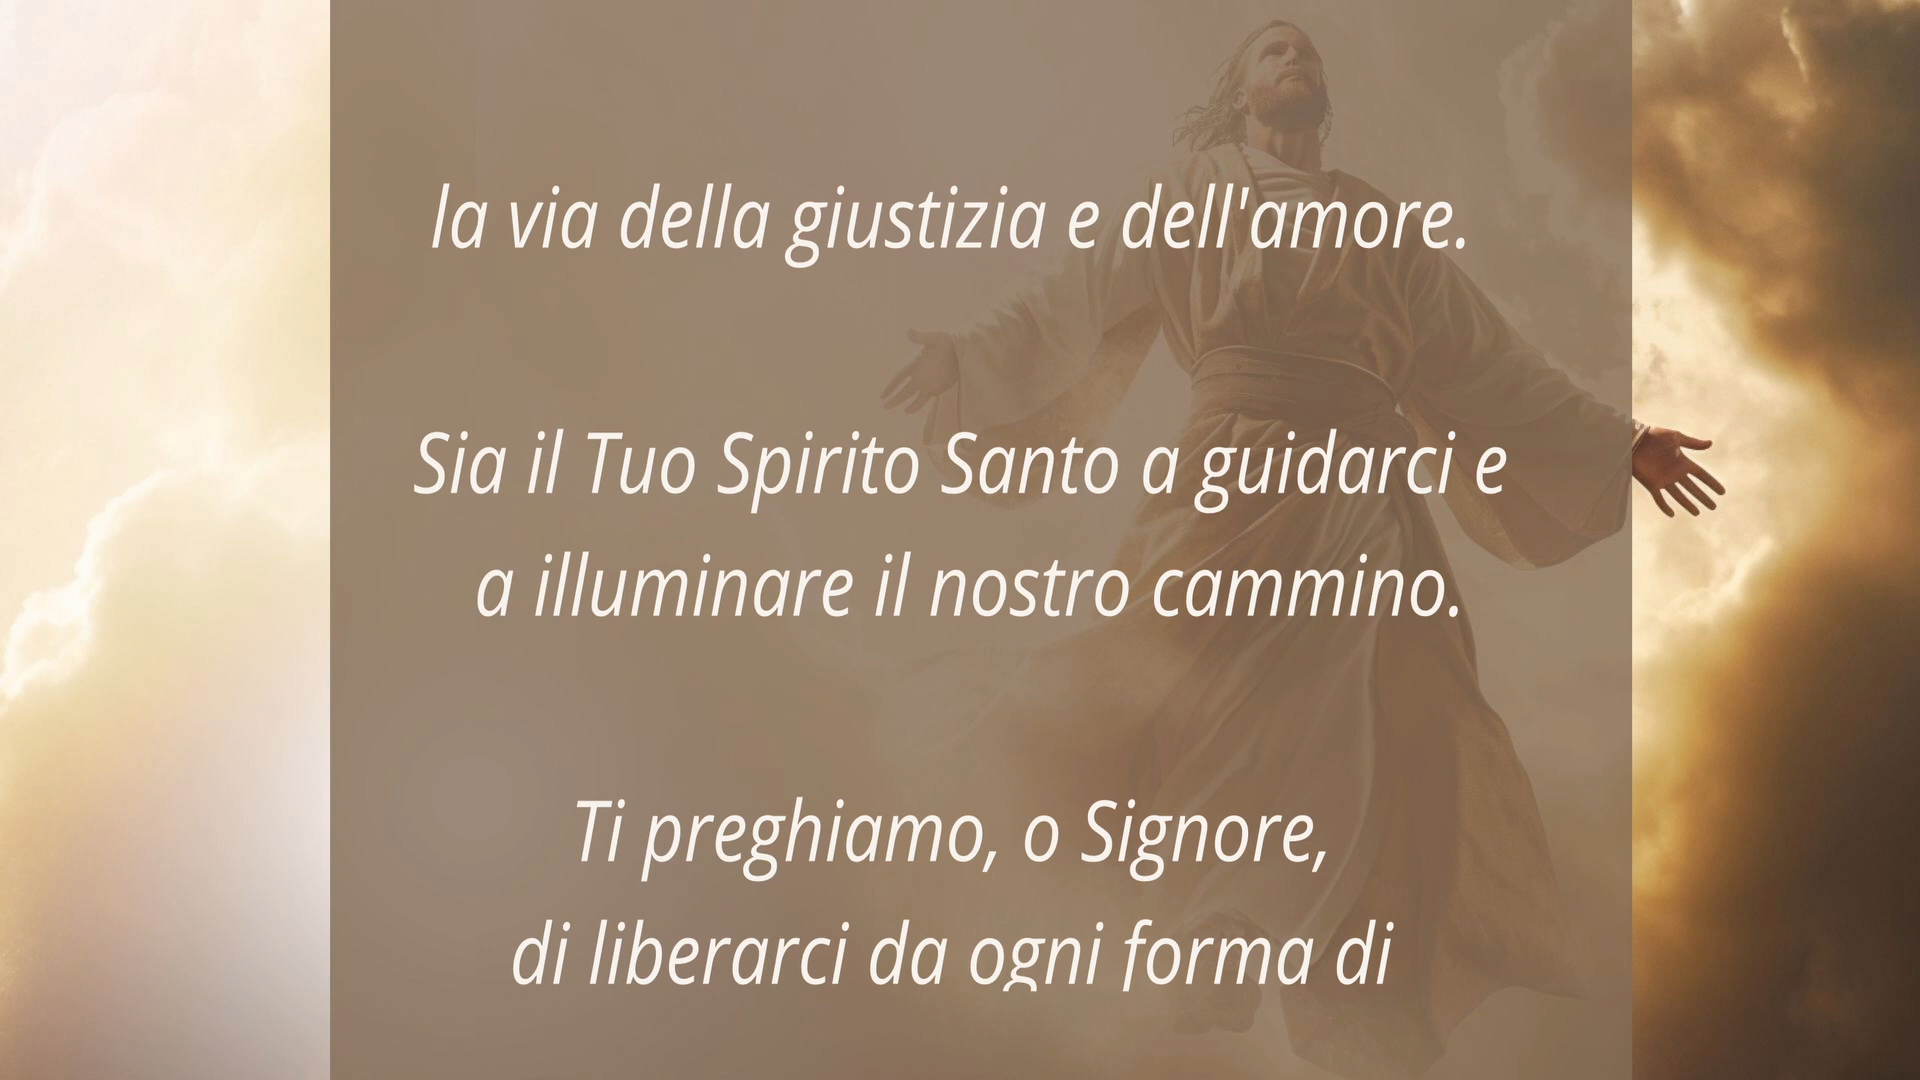 la via della giustizia e dell'amore.
Sia il Tuo Spirito Santo a guidarci e
a illuminare il nostro cammino.
Ti preghiamo, o Signore,
di liberarci da ogni forma di